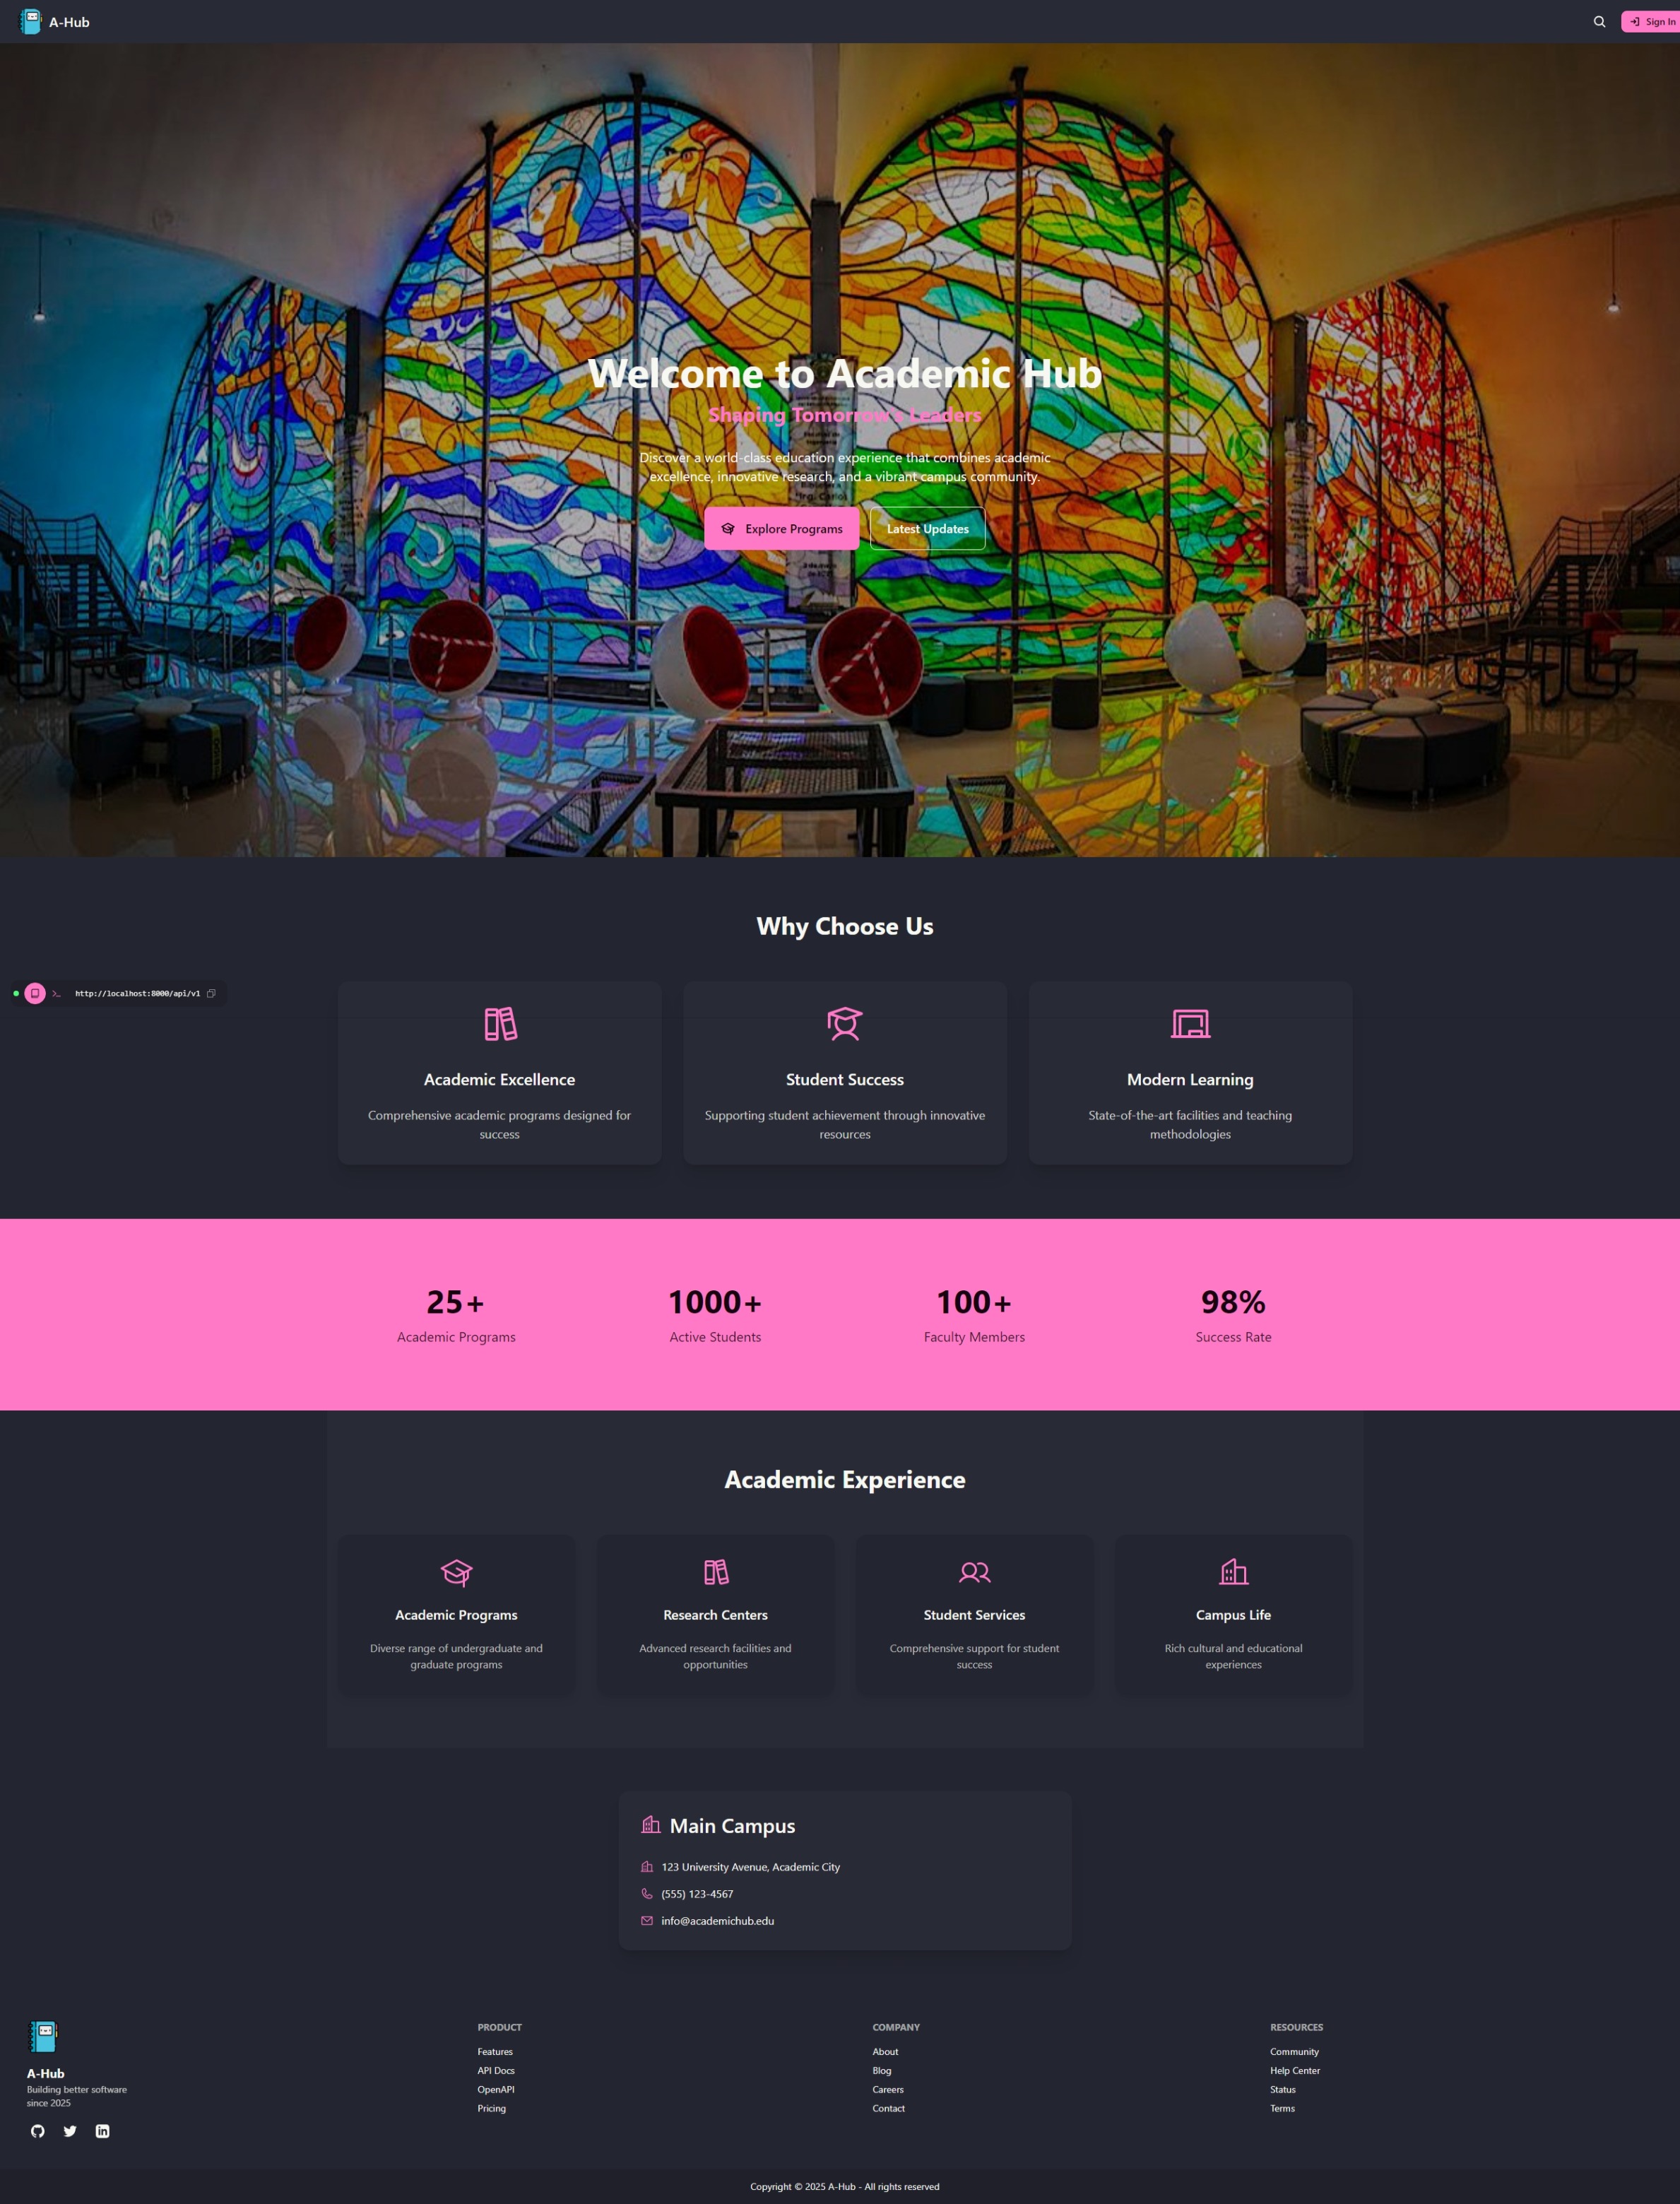 A-Hub
Sign In
Welcome to Academic Hub
Shaping Tomorrow's Leaders
Discover a world-class education experience that combines academic
excellence, innovative research, and a vibrant campus community.
Explore Programs
Latest Updates
Why Choose Us
http://localhost:8000/api/v1
Academic Excellence
Comprehensive academic programs designed for
success
Student Success
Supporting student achievement through innovative
resources
Modern Learning
State-of-the-art facilities and teaching
methodologies
25+
Academic Programs
1000+
Active Students
100+
Faculty Members
98%
Success Rate
Academic Experience
Academic Programs
Diverse range of undergraduate and
graduate programs
Research Centers
Advanced research facilities and
opportunities
Student Services
Comprehensive support for student
success
Campus Life
Rich cultural and educational
experiences
Main Campus
123 University Avenue, Academic City
(555) 123-4567
info@academichub.edu
A-Hub
Building better software
since 2025
PRODUCT
Features
API Docs
OpenAPI
Pricing
COMPANY
About
Blog
Careers
Contact
RESOURCES
Community
Help Center
Status
Terms
Copyright © 2025 A-Hub - All rights reserved